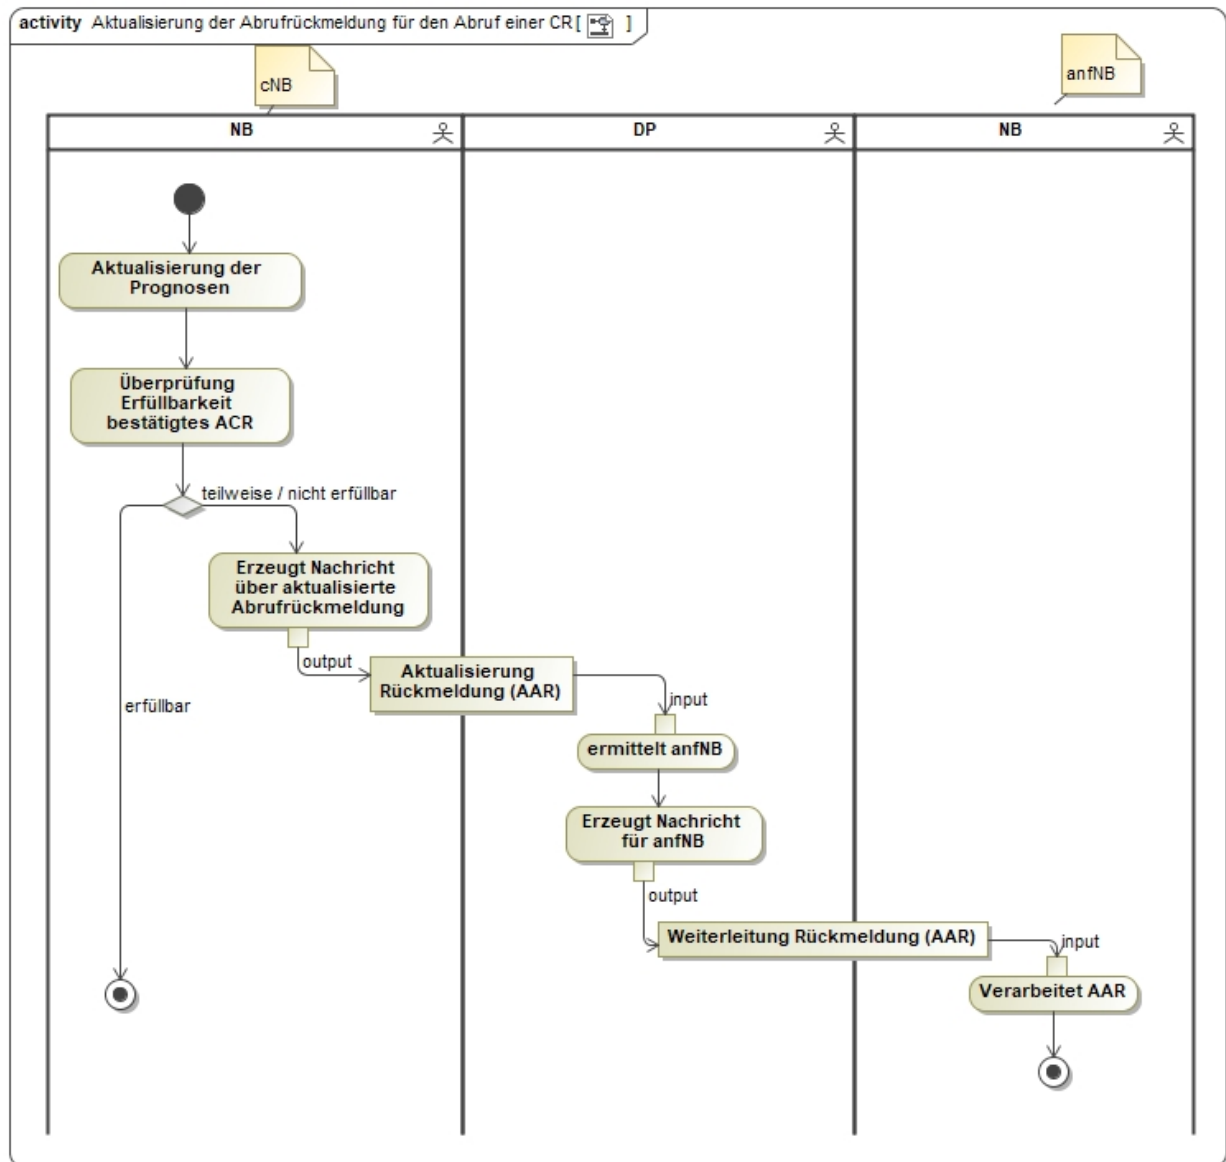 activity Aktualisierung der Abrufrückmeldung für den Abruf einer CR [ ]
cNB
anfNB
NB
DP
NB
Aktualisierung der
Prognosen
Überprüfung
Erfüllbarkeit
bestätigtes ACR
teilweise / nicht erfüllbar
Erzeugt Nachricht
über aktualisierte
Abrufrückmeldung
output
Aktualisierung
Rückmeldung (AAR)
erfüllbar
input
ermittelt anfNB
Erzeugt Nachricht
für anfNB
output
Weiterleitung Rückmeldung (AAR)
input
Verarbeitet AAR